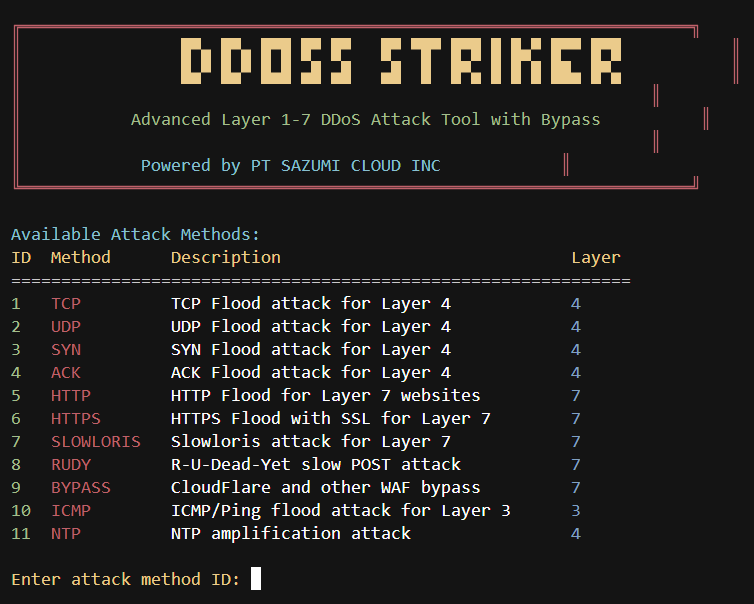 DDOSS STRIKER
Advanced Layer 1-7 DDoS Attack Tool with Bypass
Powered by PT SAZUMI CLOUD INC
Available Attack Methods:
ID Method Description Layer
===============================================================
1 TCP TCP Flood attack for Layer 4 4
2 UDP UDP Flood attack for Layer 4 4
3 SYN SYN Flood attack for Layer 4 4
4 ACK ACK Flood attack for Layer 4 4
5 HTTP HTTP Flood for Layer 7 websites 7
6 HTTPS HTTPS Flood with SSL for Layer 7 7
7 SLOWLORIS Slowloris attack for Layer 7 7
8 RUDY R-U-Dead-Yet slow POST attack 7
9 BYPASS CloudFlare and other WAF bypass 7
10 ICMP ICMP/Ping flood attack for Layer 3 3
11 NTP NTP amplification attack 4
Enter attack method ID: